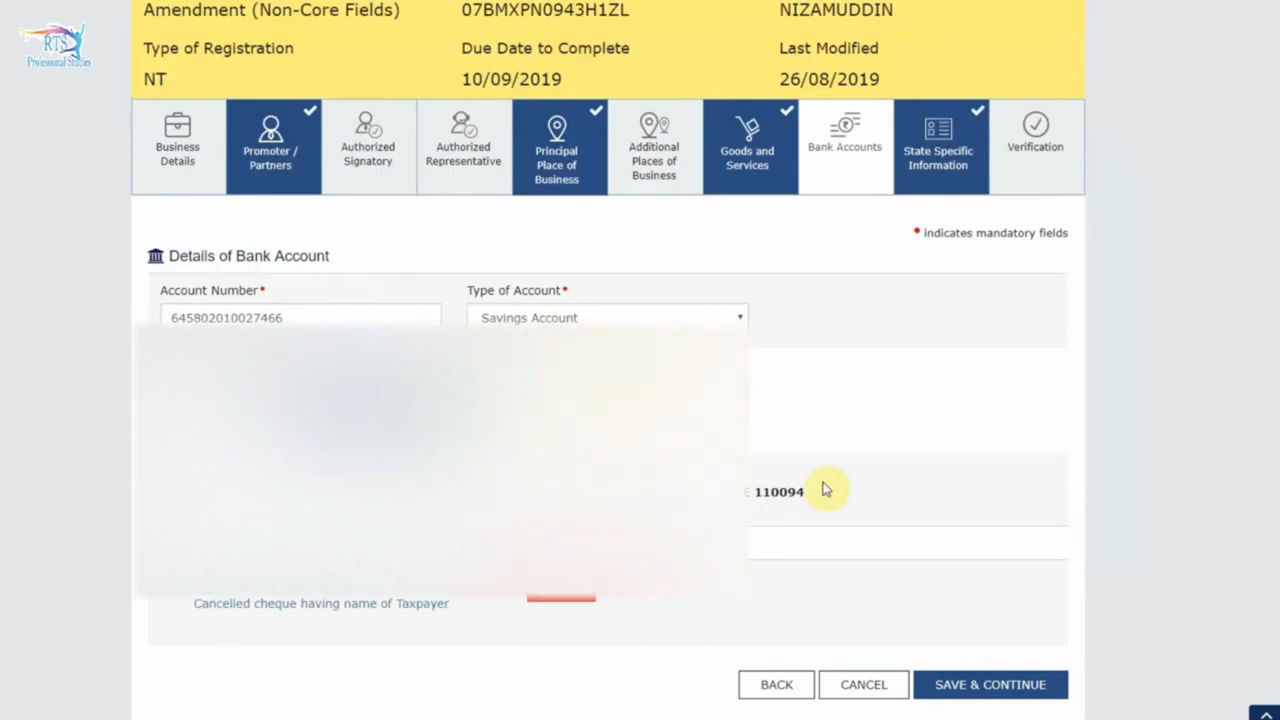 RTS
Professional Studies
Amendment (Non-Core Fields) 07BMXPN0943H1ZL NIZAMUDDIN
Type of Registration Due Date to Complete Last Modified
NT 10/09/2019 26/08/2019
Business Details
Promoter / Partners
Authorized Signatory
Authorized Representative
Principal Place of Business
Additional Places of Business
Goods and Services
Bank Accounts
State Specific Information
Verification
• indicates mandatory fields
Details of Bank Account
Account Number• Type of Account•
645802010027466 Savings Account
110094
Cancelled cheque having name of Taxpayer
BACK CANCEL SAVE & CONTINUE